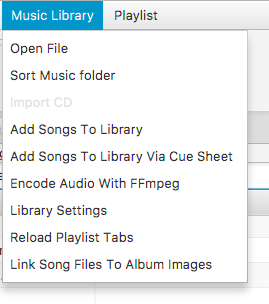 Music Library Playlist
Open File
Sort Music folder
Import CD
Add Songs To Library
Add Songs To Library Via Cue Sheet
Encode Audio With FFmpeg
Library Settings
Reload Playlist Tabs
Link Song Files To Album Images